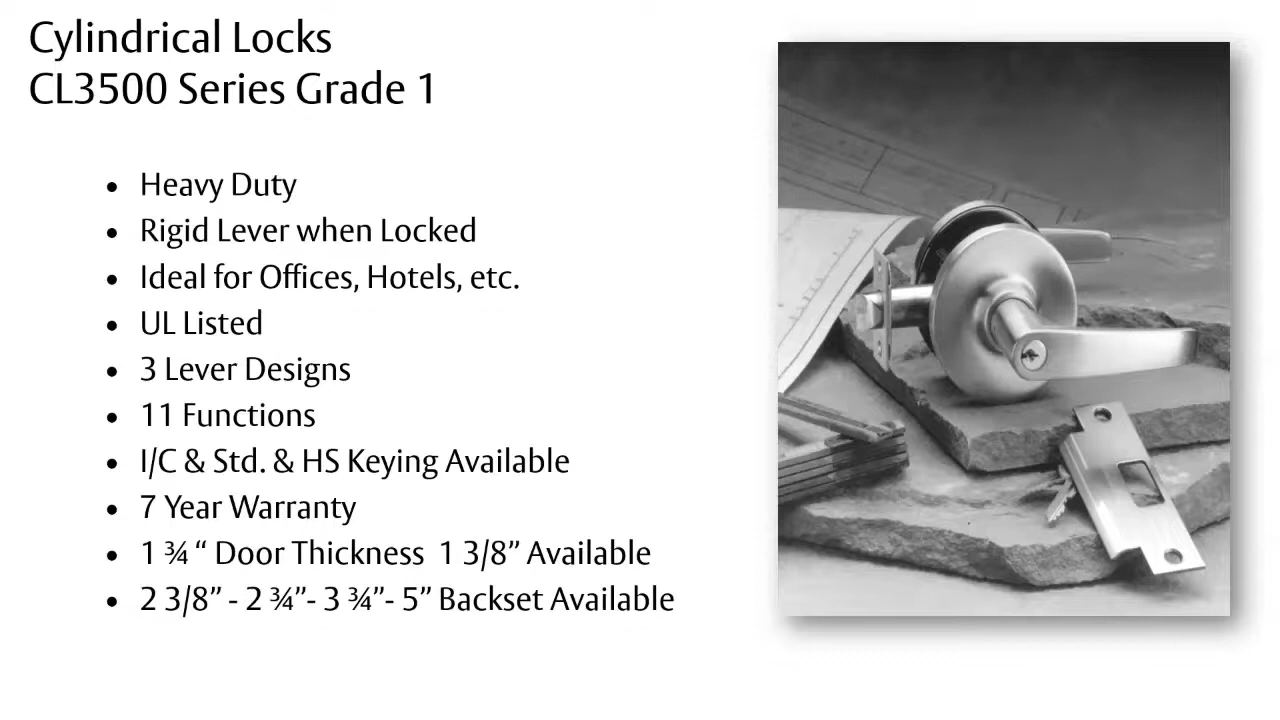 Cylindrical Locks
CL3500 Series Grade 1
• Heavy Duty
• Rigid Lever when Locked
• Ideal for Offices, Hotels, etc.
• UL Listed
• 3 Lever Designs
• 11 Functions
• I/C & Std. & HS Keying Available
• 7 Year Warranty
• 1 ¾ “ Door Thickness  1 3/8” Available
• 2 3/8” - 2 ¾”- 3 ¾”- 5” Backset Available